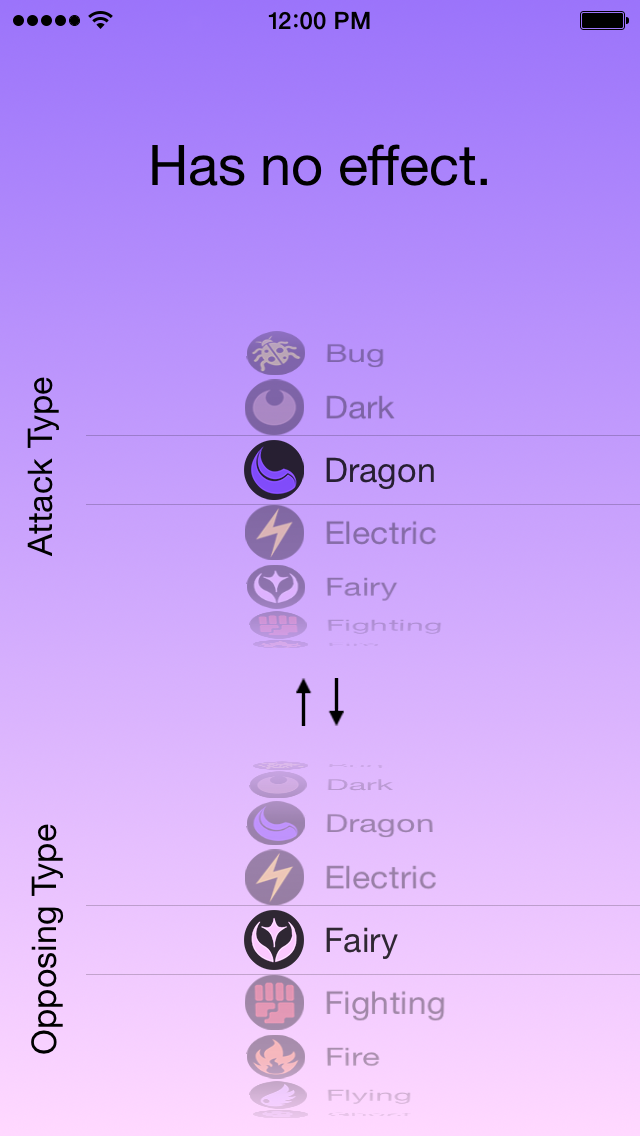 12:00 PM
Has no effect.
Attack Type
Bug
Dark
Dragon
Electric
Fairy
Fighting
Opposing Type
Dark
Dragon
Electric
Fairy
Fighting
Fire
Flying